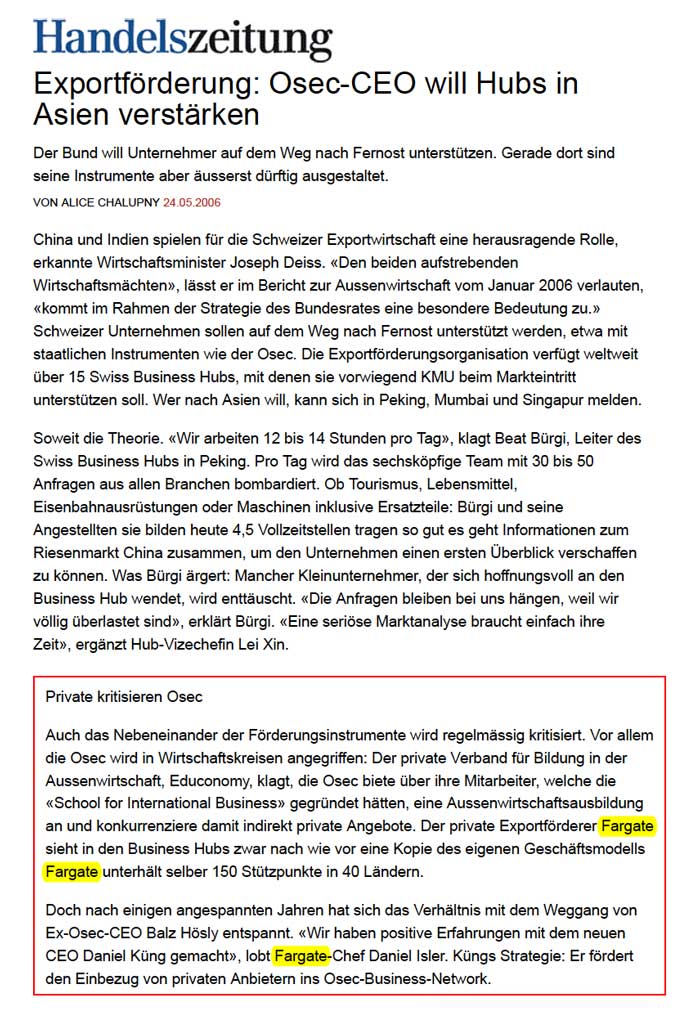 Handelszeitung
Exportförderung: Osec-CEO will Hubs in
Asien verstärken
Der Bund will Unternehmer auf dem Weg nach Fernost unterstützen. Gerade dort sind
seine Instrumente aber äusserst dürftig ausgestaltet.
VON ALICE CHALUPNY 24.05.2006
China und Indien spielen für die Schweizer Exportwirtschaft eine herausragende Rolle,
erkannte Wirtschaftsminister Joseph Deiss. «Den beiden aufstrebenden
Wirtschaftsmächten», lässt er im Bericht zur Aussenwirtschaft vom Januar 2006 verlauten,
«kommt im Rahmen der Strategie des Bundesrates eine besondere Bedeutung zu.»
Schweizer Unternehmen sollen auf dem Weg nach Fernost unterstützt werden, etwa mit
staatlichen Instrumenten wie der Osec. Die Exportförderungsorganisation verfügt weltweit
über 15 Swiss Business Hubs, mit denen sie vorwiegend KMU beim Markteintritt
unterstützen soll. Wer nach Asien will, kann sich in Peking, Mumbai und Singapur melden.
Soweit die Theorie. «Wir arbeiten 12 bis 14 Stunden pro Tag», klagt Beat Bürgi, Leiter des
Swiss Business Hubs in Peking. Pro Tag wird das sechsköpfige Team mit 30 bis 50
Anfragen aus allen Branchen bombardiert. Ob Tourismus, Lebensmittel,
Eisenbahnausrüstungen oder Maschinen inklusive Ersatzteile: Bürgi und seine
Angestellten sie bilden heute 4,5 Vollzeitstellen tragen so gut es geht Informationen zum
Riesenmarkt China zusammen, um den Unternehmen einen ersten Überblick verschaffen
zu können. Was Bürgi ärgert: Mancher Kleinunternehmer, der sich hoffnungsvoll an den
Business Hub wendet, wird enttäuscht. «Die Anfragen bleiben bei uns hängen, weil wir
völlig überlastet sind», erklärt Bürgi. «Eine seriöse Marktanalyse braucht einfach ihre
Zeit», ergänzt Hub-Vizechefin Lei Xin.
Private kritisieren Osec
Auch das Nebeneinander der Förderungsinstrumente wird regelmässig kritisiert. Vor allem
die Osec wird in Wirtschaftskreisen angegriffen: Der private Verband für Bildung in der
Aussenwirtschaft, Educonomy, klagt, die Osec biete über ihre Mitarbeiter, welche die
«School for International Business» gegründet hätten, eine Aussenwirtschaftsausbildung
an und konkurrenziere damit indirekt private Angebote. Der private Exportförderer Fargate
sieht in den Business Hubs zwar nach wie vor eine Kopie des eigenen Geschäftsmodells
Fargate unterhält selber 150 Stützpunkte in 40 Ländern.
Doch nach einigen angespannten Jahren hat sich das Verhältnis mit dem Weggang von
Ex-Osec-CEO Balz Hösly entspannt. «Wir haben positive Erfahrungen mit dem neuen
CEO Daniel Küng gemacht», lobt Fargate-Chef Daniel Isler. Küngs Strategie: Er fördert
den Einbezug von privaten Anbietern ins Osec-Business-Network.